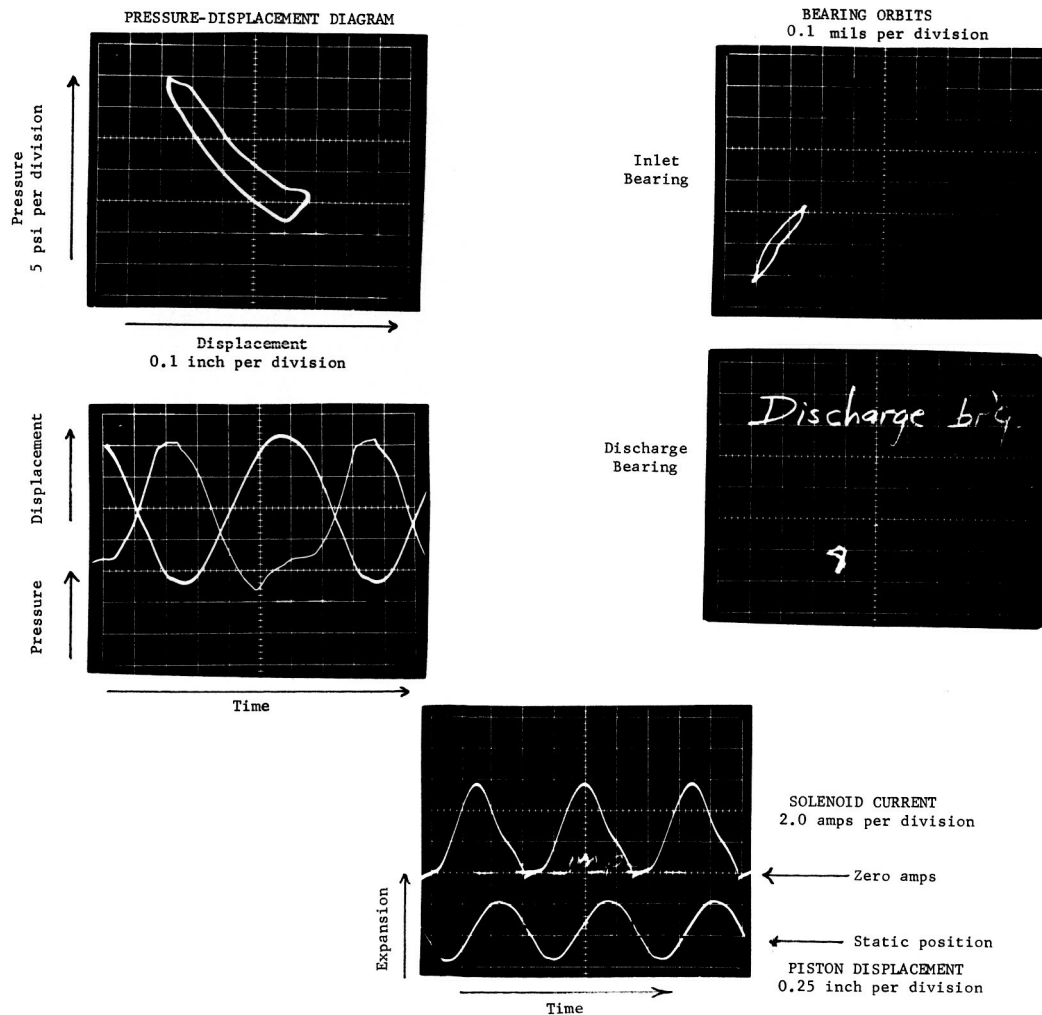 PRESSURE-DISPLACEMENT DIAGRAM
Pressure
5 psi per division
Displacement
0.1 inch per division
BEARING ORBITS
0.1 mils per division
Inlet
Bearing
Discharge
Bearing
Discharge br'g.
Displacement
Pressure
Time
SOLENOID CURRENT
2.0 amps per division
Zero amps
Expansion
Static position
PISTON DISPLACEMENT
0.25 inch per division
Time